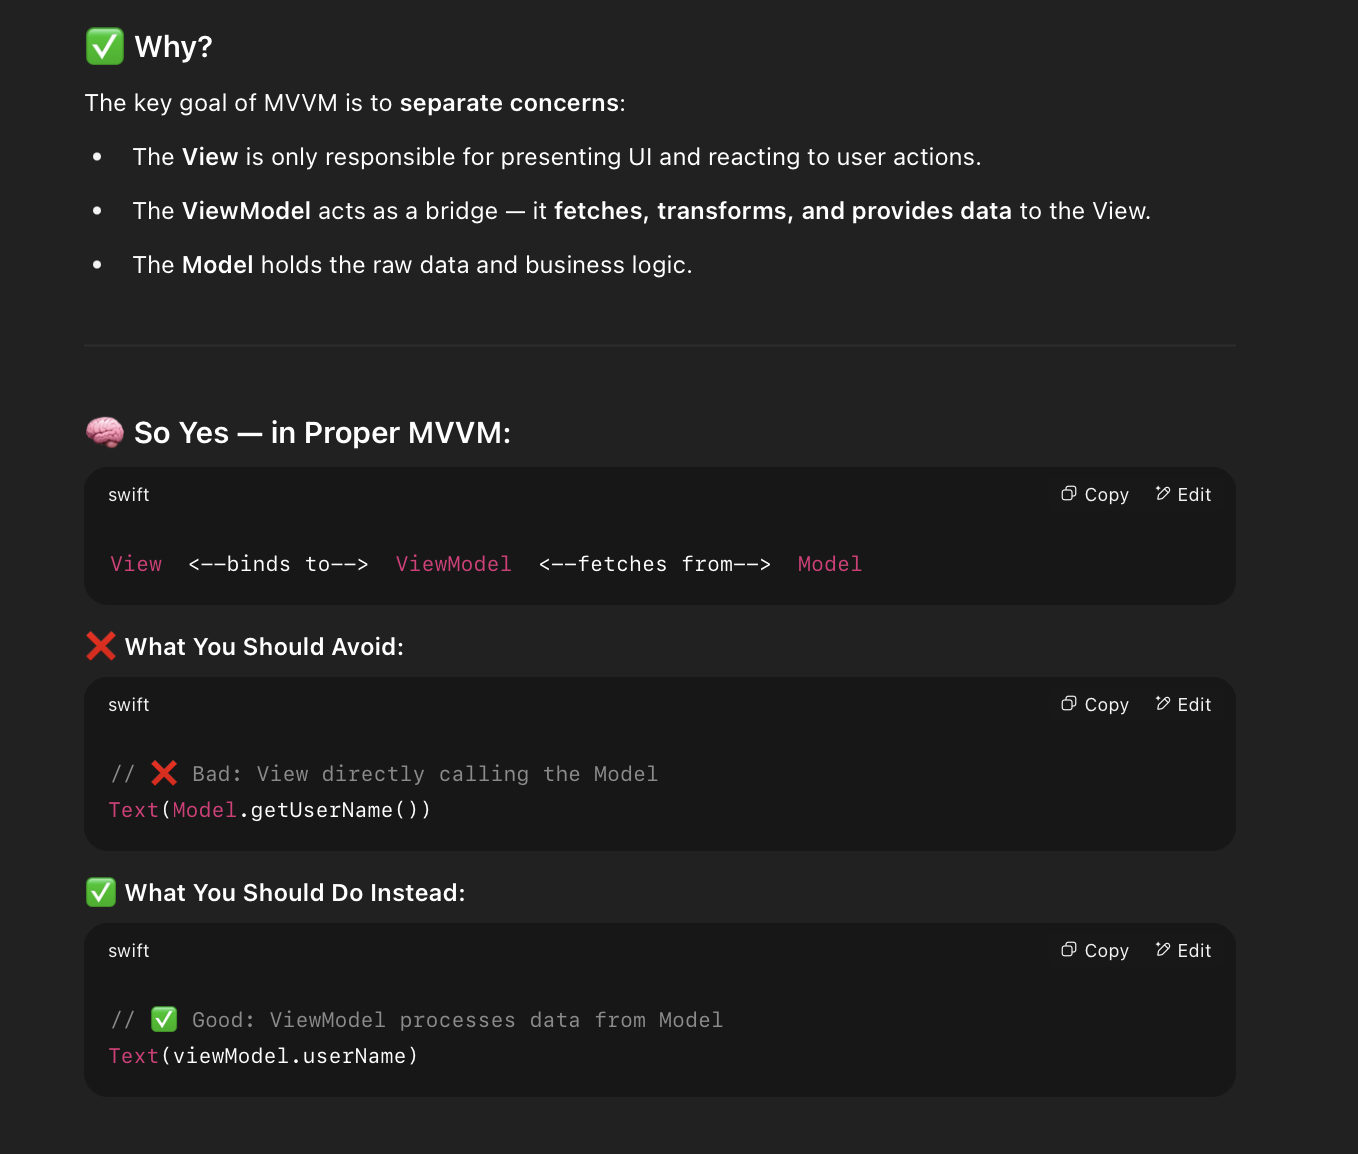 ✅ Why?
The key goal of MVVM is to separate concerns:
• The View is only responsible for presenting UI and reacting to user actions.
• The ViewModel acts as a bridge — it fetches, transforms, and provides data to the View.
• The Model holds the raw data and business logic.
🧠 So Yes — in Proper MVVM:
swift Copy Edit
View  <--binds to-->  ViewModel  <--fetches from-->  Model
❌ What You Should Avoid:
swift Copy Edit
// ❌ Bad: View directly calling the Model
Text(Model.getUserName())
✅ What You Should Do Instead:
swift Copy Edit
// ✅ Good: ViewModel processes data from Model
Text(viewModel.userName)